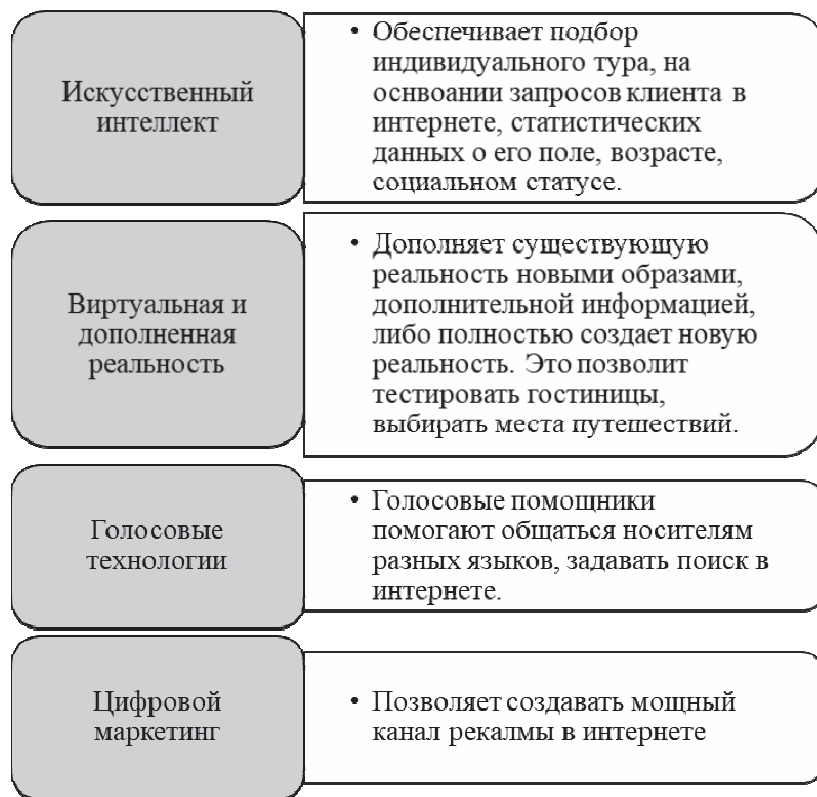 Искусственный
интеллект
• Обеспечивает подбор
индивидуального тура, на
оснвоании запросов клиента в
интернете, статистических
данных о его поле, возрасте,
социальном статусе.
Виртуальная и
дополненная
реальность
• Дополняет существующую
реальность новыми образами,
дополнительной информацией,
либо полностью создает новую
реальность. Это позволит
тестировать гостиницы,
выбирать места путешествий.
Голосовые
технологии
• Голосовые помощники
помогают общаться носителям
разных языков, задавать поиск в
интернете.
Цифровой
маркетинг
• Позволяет создавать мощный
канал рекалмы в интернете